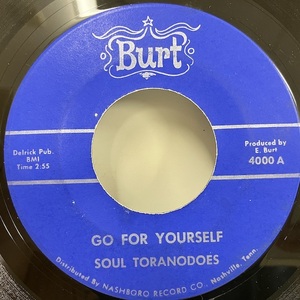 Burt
Delrick Pub.
BMI
Time 2:55
Produced by
E. Burt
4000 A
GO FOR YOURSELF
SOUL TORANODOES
Distributed By NASHBORO RECORD CO. Nashville, Tenn.